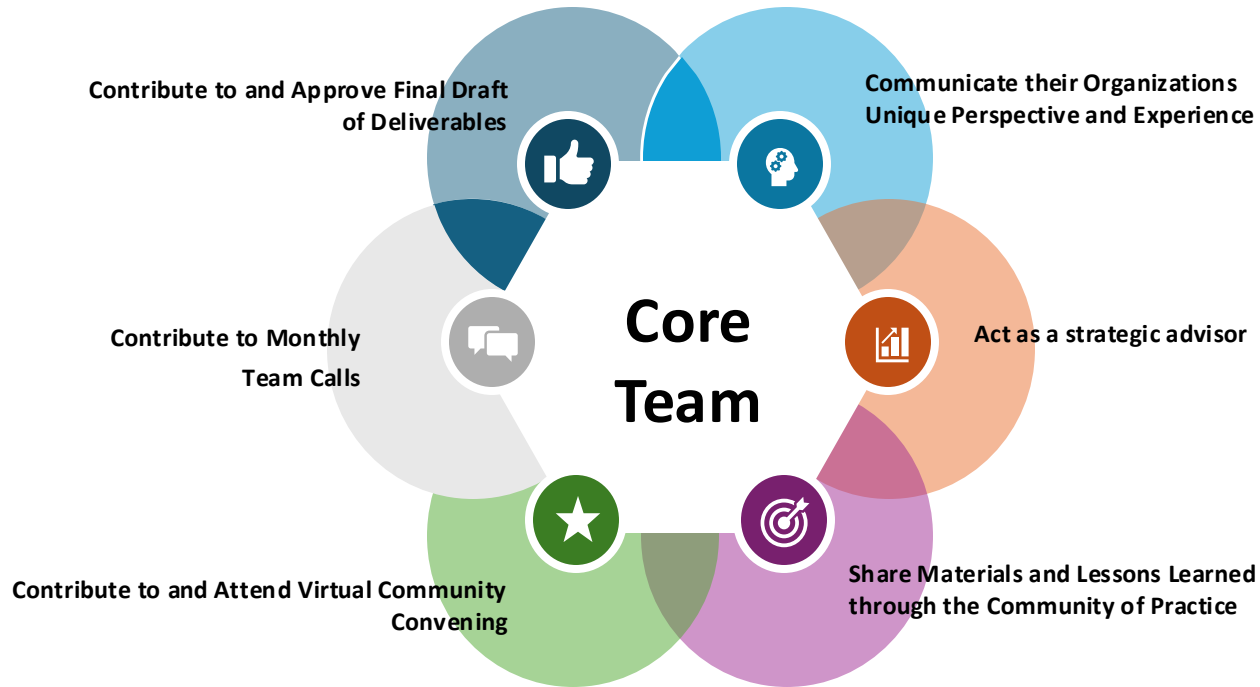 Contribute to and Approve Final Draft
of Deliverables
Communicate their Organizations
Unique Perspective and Experience
Contribute to Monthly
Team Calls
Core
Team
Act as a strategic advisor
Contribute to and Attend Virtual Community
Convening
Share Materials and Lessons Learned
through the Community of Practice